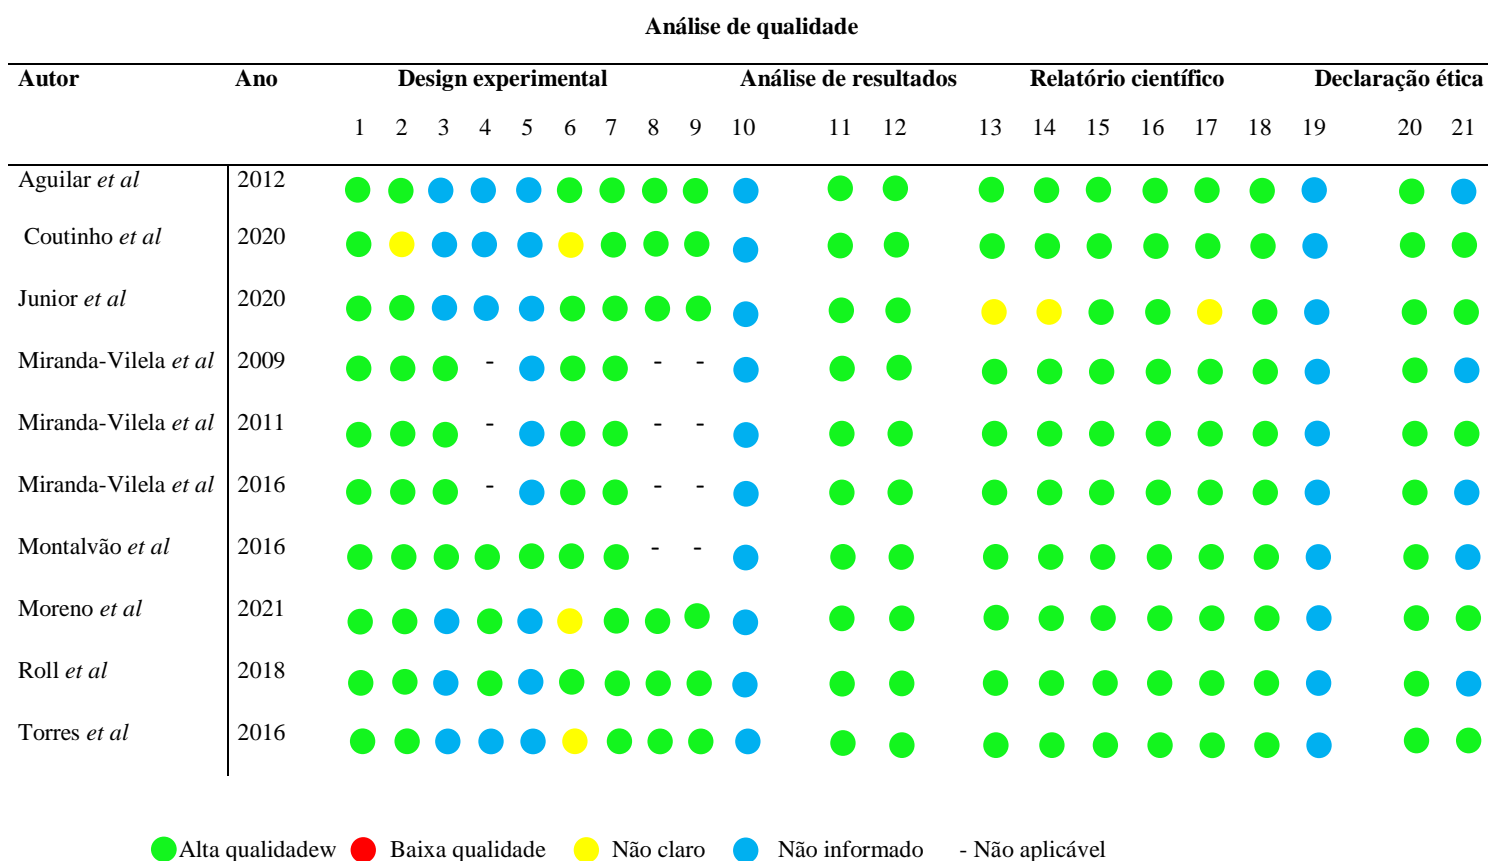 Análise de qualidade
Autor Ano Design experimental Análise de resultados Relatório científico Declaração ética
1 2 3 4 5 6 7 8 9 10 11 12 13 14 15 16 17 18 19 20 21
Aguilar et al 2012
Coutinho et al 2020
Junior et al 2020
Miranda-Vilela et al 2009 - - -
Miranda-Vilela et al 2011 - - -
Miranda-Vilela et al 2016 - - -
Montalvão et al 2016 - -
Moreno et al 2021
Roll et al 2018
Torres et al 2016
Alta qualidadew Baixa qualidade Não claro Não informado - Não aplicável